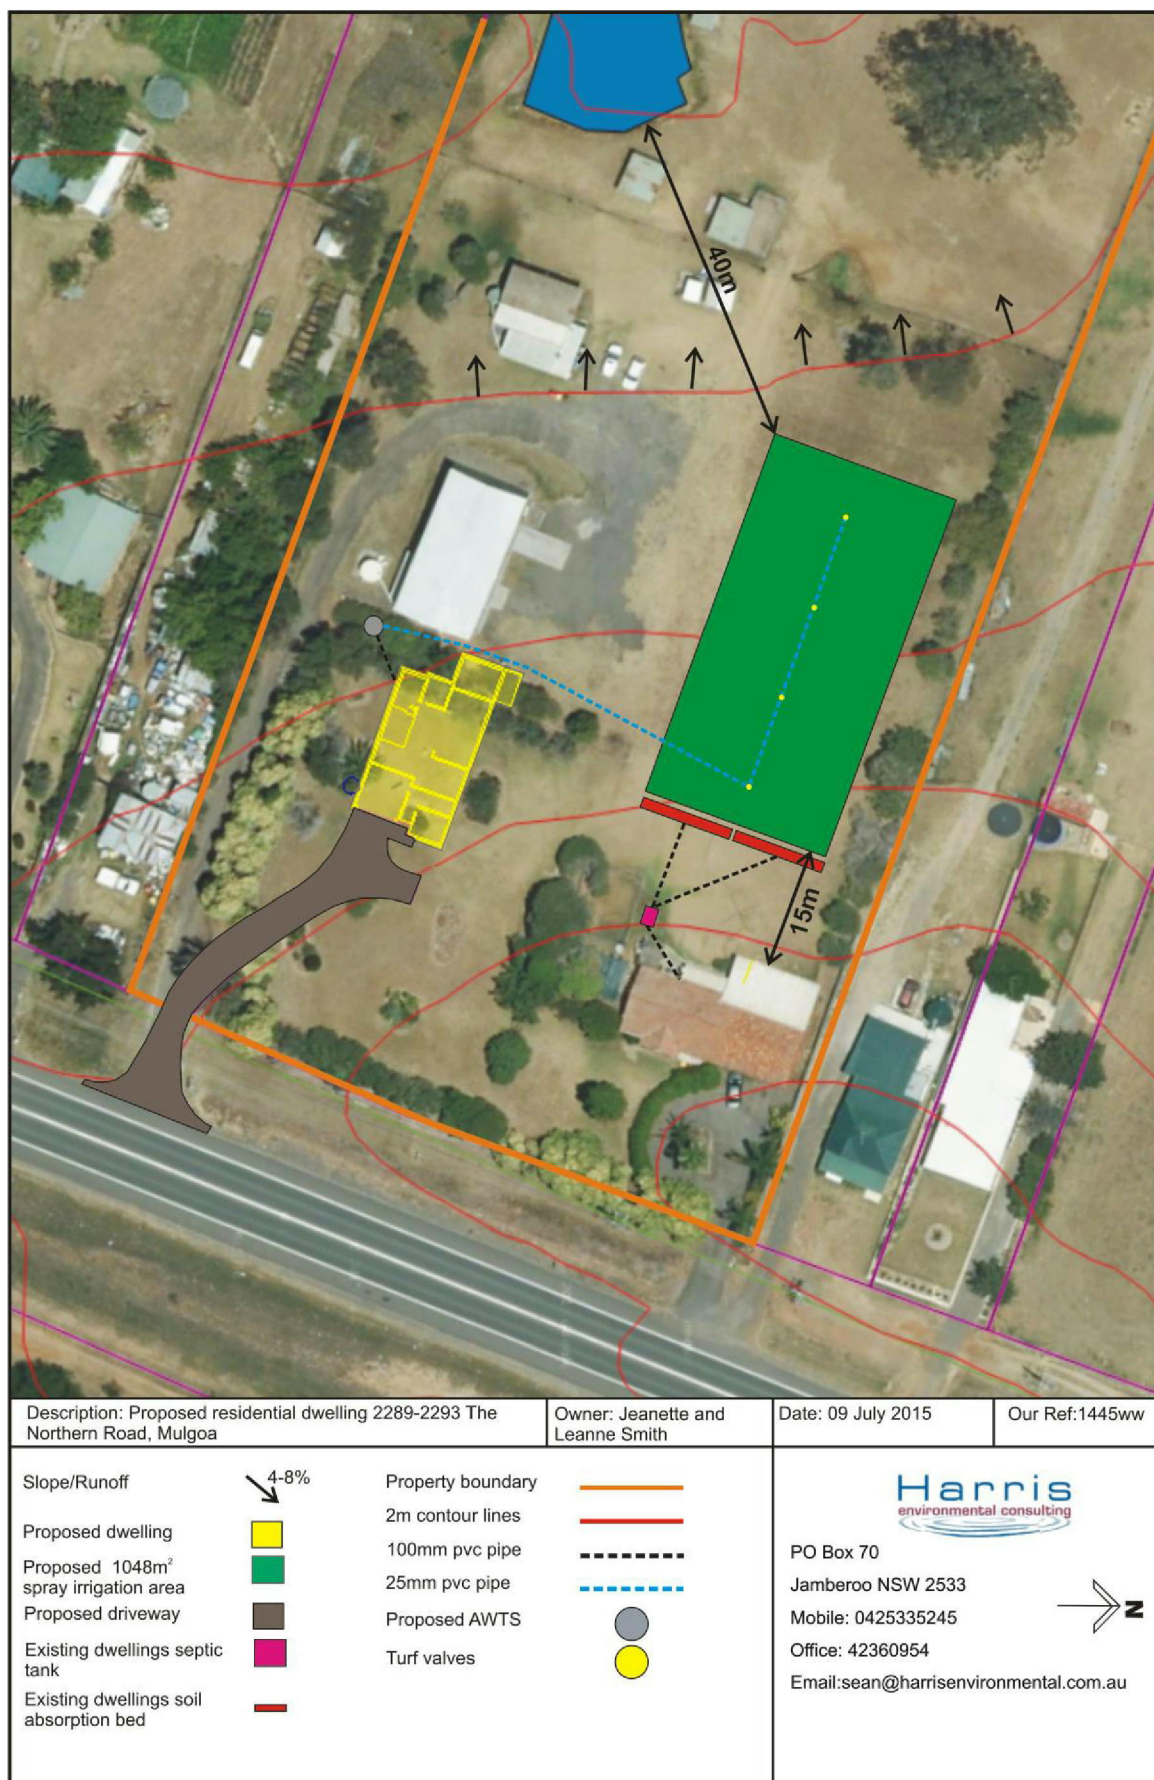 40m
15m
Description: Proposed residential dwelling 2289-2293 The
Northern Road, Mulgoa
Owner: Jeanette and
Leanne Smith
Date: 09 July 2015
Our Ref:1445ww
Slope/Runoff
4-8%
Proposed dwelling
Proposed 1048m²
spray irrigation area
Proposed driveway
Existing dwellings septic
tank
Existing dwellings soil
absorption bed
Property boundary
2m contour lines
100mm pvc pipe
25mm pvc pipe
Proposed AWTS
Turf valves
Harris
environmental consulting
PO Box 70
Jamberoo NSW 2533
Mobile: 0425335245
Office: 42360954
Email:sean@harrisenvironmental.com.au
N